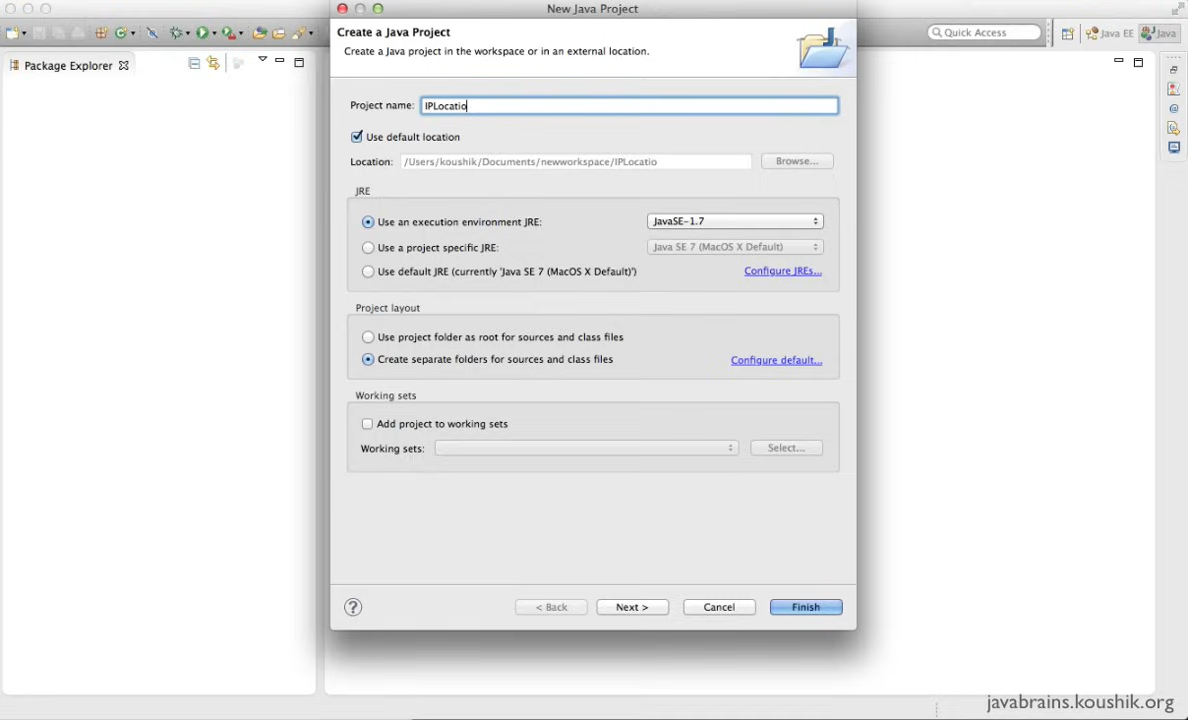 New Java Project
Create a Java Project
Create a Java project in the workspace or in an external location.
Quick Access
Java EE
Java
Package Explorer
Project name: IPLocatio
Use default location
Location: /Users/koushik/Documents/newworkspace/IPLocatio Browse...
JRE
Use an execution environment JRE: JavaSE-1.7
Use a project specific JRE: Java SE 7 (MacOS X Default)
Use default JRE (currently 'Java SE 7 (MacOS X Default)') Configure JREs...
Project layout
Use project folder as root for sources and class files
Create separate folders for sources and class files Configure default...
Working sets
Add project to working sets
Working sets: Select...
? < Back Next > Cancel Finish
javabrains.koushik.org